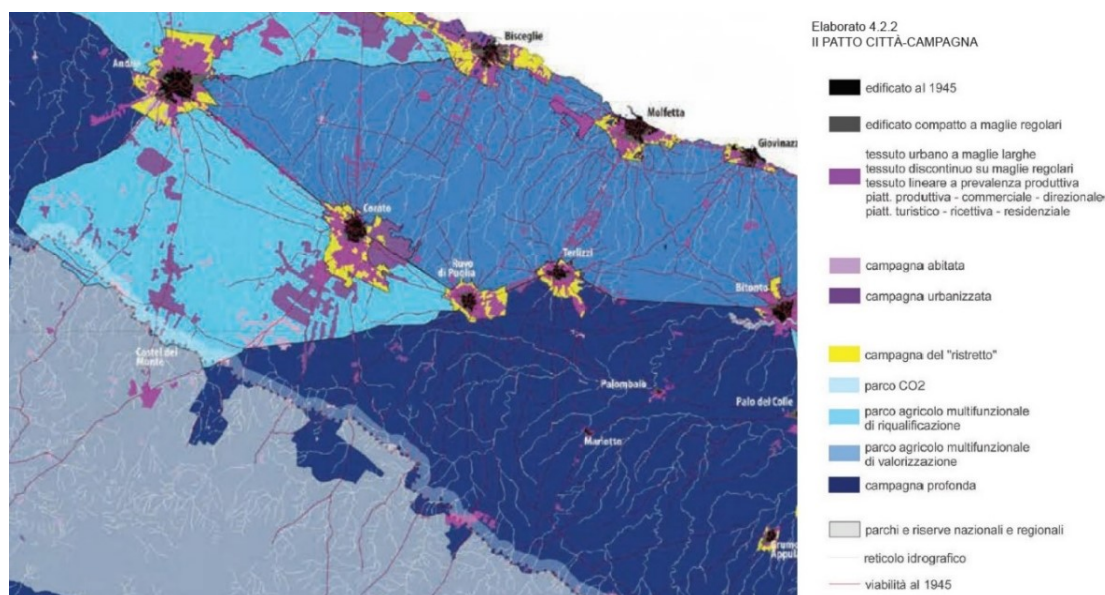 Elaborato 4.2.2
II PATTO CITTÀ-CAMPAGNA
edificato al 1945
edificato compatto a maglie regolari
tessuto urbano a maglie larghe
tessuto discontinuo su maglie regolari
tessuto lineare a prevalenza produttiva
piatt. produttiva - commerciale - direzionale
piatt. turistico - ricettiva - residenziale
campagna abitata
campagna urbanizzata
campagna del "ristretto"
parco CO2
parco agricolo multifunzionale
di riqualificazione
parco agricolo multifunzionale
di valorizzazione
campagna profonda
parchi e riserve nazionali e regionali
reticolo idrografico
viabilità al 1945
Bisceglie
Andria
Molfetta
Giovinazz
Corato
Ruvo
di Puglia
Terlizzi
Bitonto
Castel del
Monte
Palombaio
Palo del Colle
Mariotto
Grumo
Appula